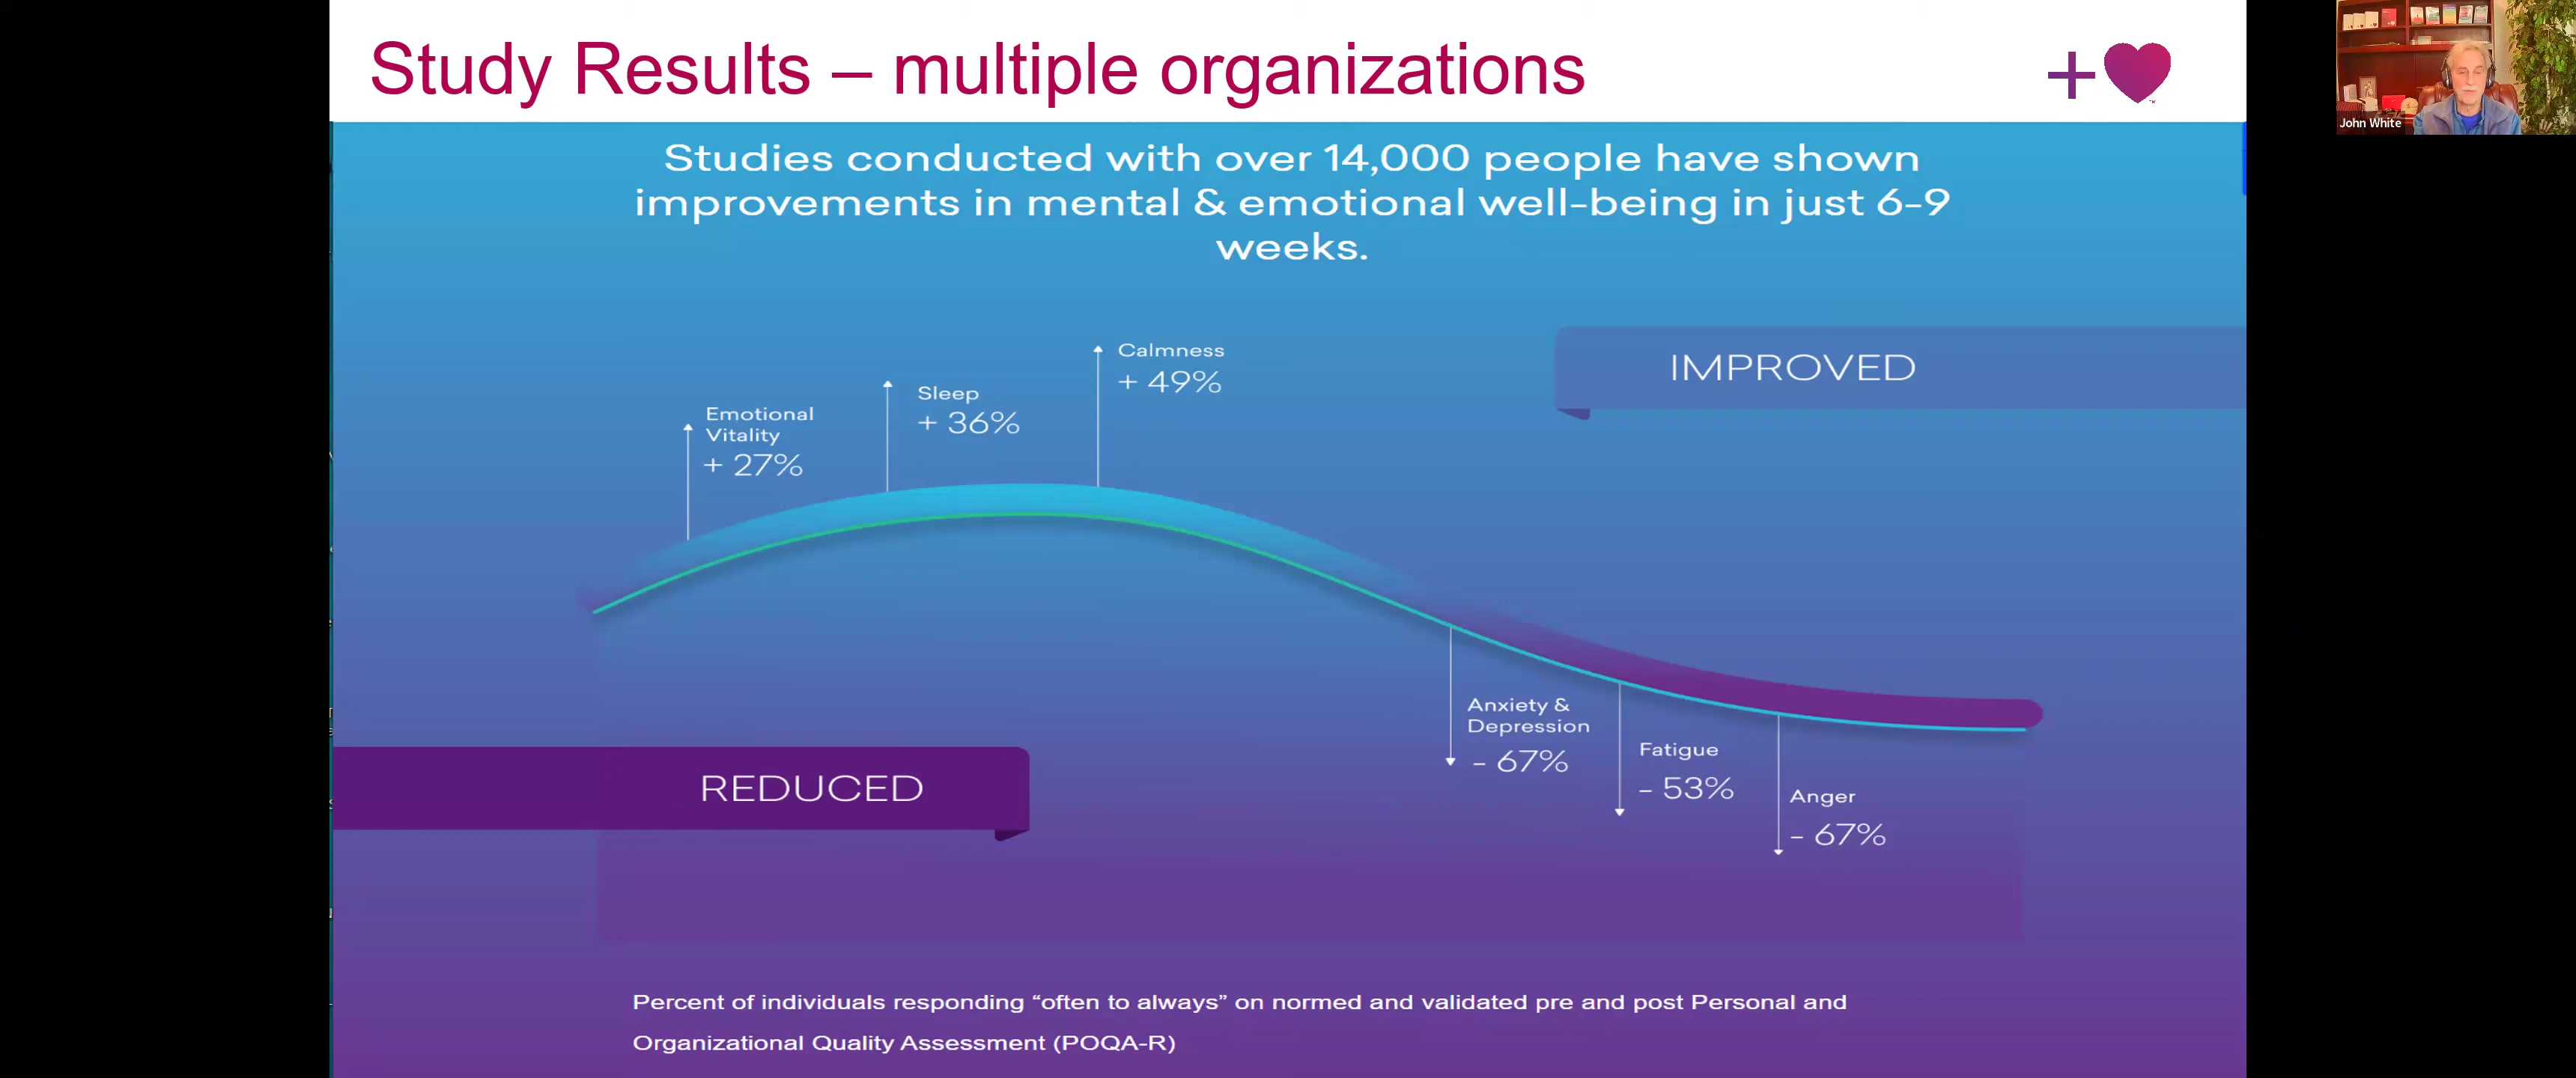 Study Results – multiple organizations
+
John White
Studies conducted with over 14,000 people have shown
improvements in mental & emotional well-being in just 6-9
weeks.
Calmness
+ 49%
IMPROVED
Sleep
+ 36%
Emotional
Vitality
+ 27%
Anxiety &
Depression
- 67%
Fatigue
- 53%
REDUCED
Anger
- 67%
Percent of individuals responding “often to always” on normed and validated pre and post Personal and
Organizational Quality Assessment (POQA-R)